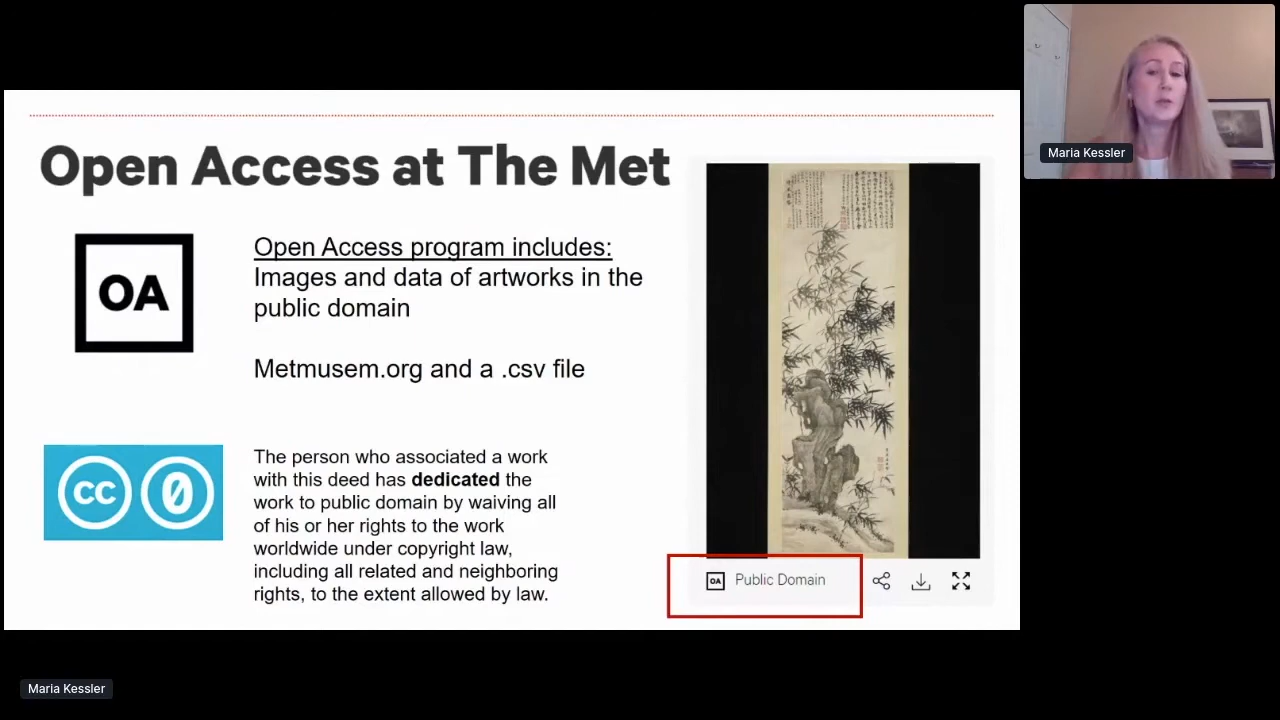 Open Access at The Met
OA
Open Access program includes:
Images and data of artworks in the
public domain
Metmusem.org and a .csv file
cc 0
The person who associated a work
with this deed has dedicated the
work to public domain by waiving all
of his or her rights to the work
worldwide under copyright law,
including all related and neighboring
rights, to the extent allowed by law.
OA Public Domain
Maria Kessler
Maria Kessler